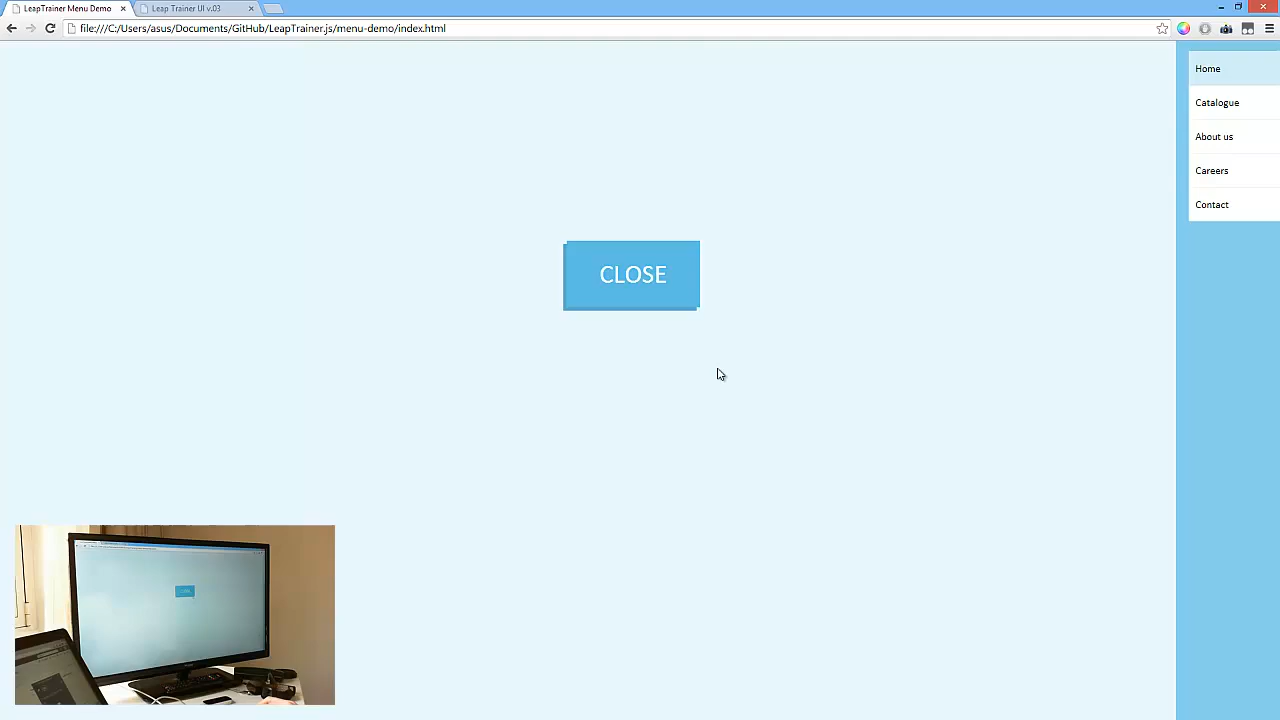 LeapTrainer Menu Demo
Leap Trainer UI v.03
file:///C:/Users/asus/Documents/GitHub/LeapTrainer.js/menu-demo/index.html
Home
Catalogue
About us
Careers
Contact
CLOSE